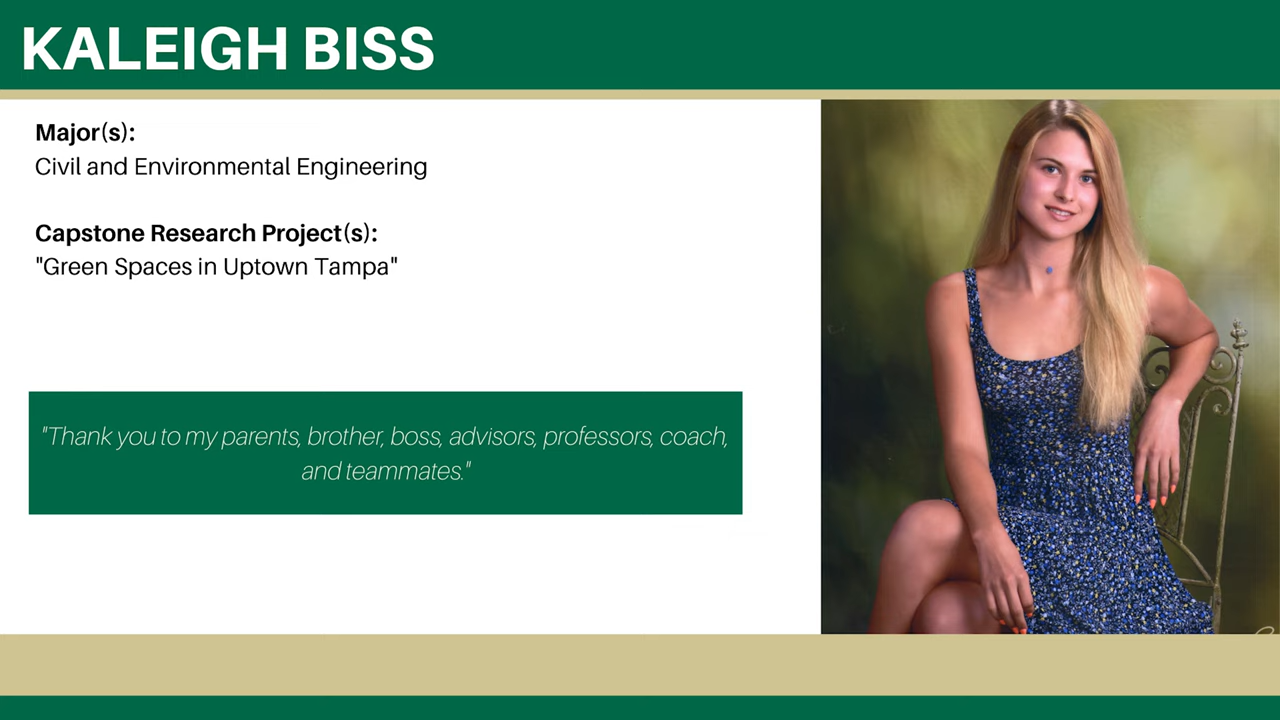 KALEIGH BISS
Major(s):
Civil and Environmental Engineering
Capstone Research Project(s):
"Green Spaces in Uptown Tampa"
"Thank you to my parents, brother, boss, advisors, professors, coach,
and teammates."